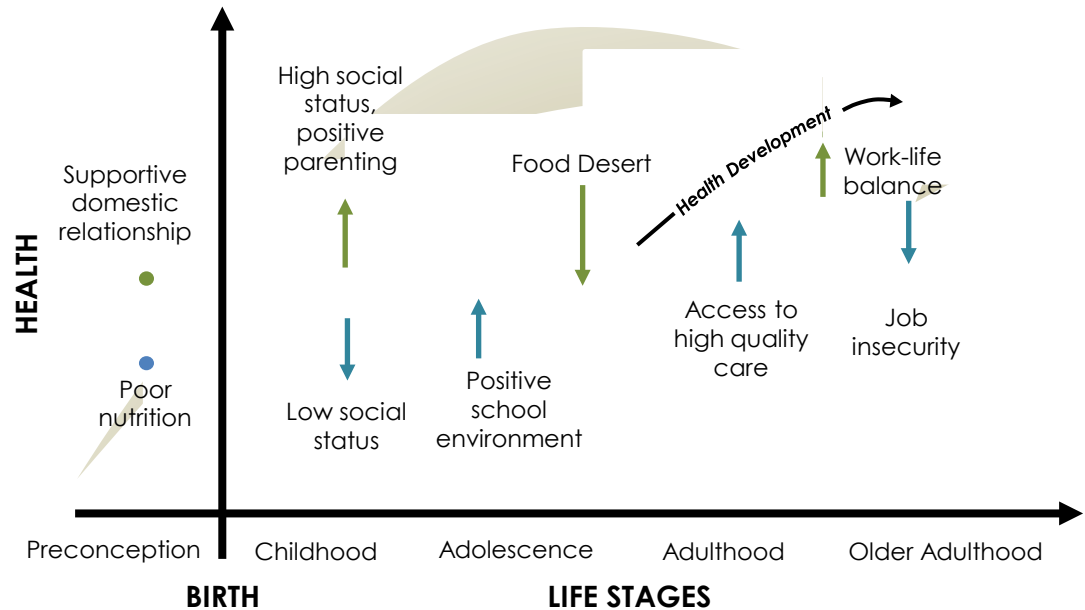 High social
status,
positive
parenting
Food Desert
Health Development
Work-life
balance
Supportive
domestic
relationship
HEALTH
Access to
high quality
care
Job
insecurity
Poor
nutrition
Positive
school
environment
Low social
status
Preconception
Childhood
Adolescence
Adulthood
Older Adulthood
BIRTH
LIFE STAGES